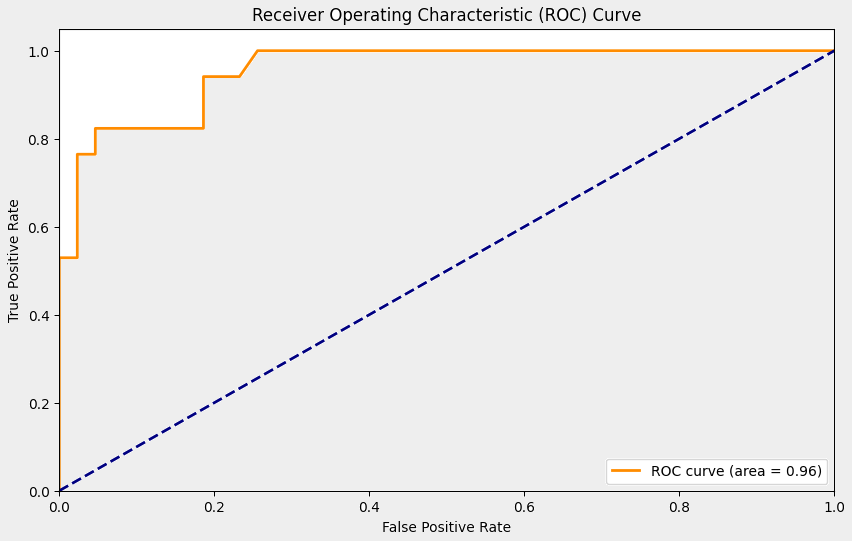 Receiver Operating Characteristic (ROC) Curve
1.0
0.8
0.6
0.4
0.2
0.0
True Positive Rate
ROC curve (area = 0.96)
0.0 0.2 0.4 0.6 0.8 1.0
False Positive Rate